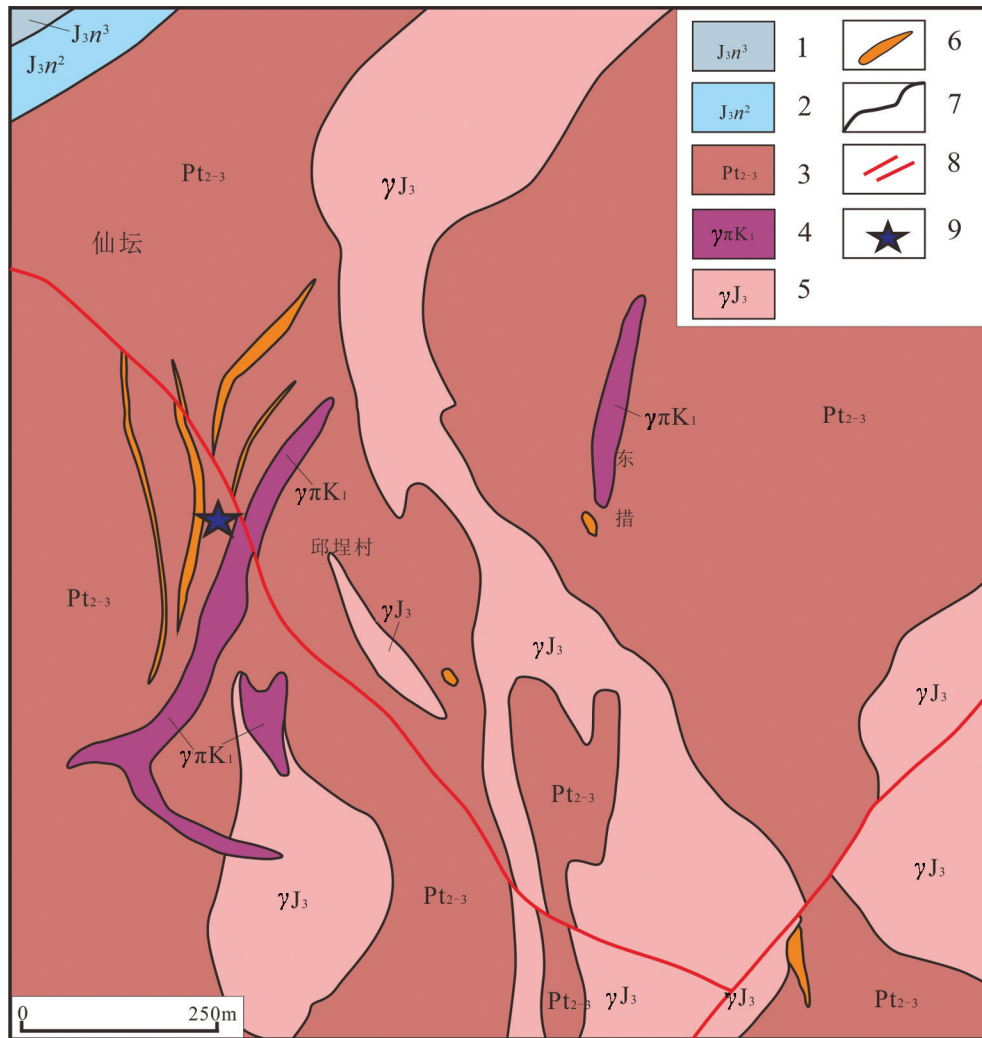 J₃n³
J₃n²
Pt₂₋₃
γJ₃
仙坛
γπK₁
Pt₂₋₃
东
γπK₁
措
邱埕村
Pt₂₋₃
γJ₃
γJ₃
γJ₃
γπK₁
Pt₂₋₃
γJ₃
γJ₃
Pt₂₋₃
Pt₂₋₃
γJ₃
γJ₃
Pt₂₋₃
0 250m
J₃n³ 1
J₃n² 2
Pt₂₋₃ 3
γπK₁ 4
γJ₃ 5
6
7
8
9